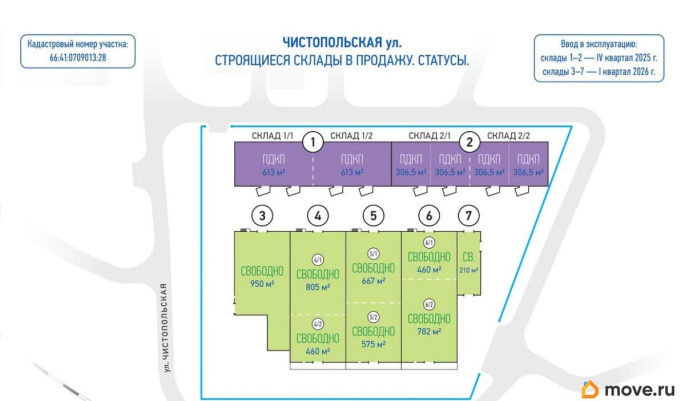 Кадастровый номер участка:
66:41:0709013:28
ЧИСТОПОЛЬСКАЯ ул.
СТРОЯЩИЕСЯ СКЛАДЫ В ПРОДАЖУ. СТАТУСЫ.
Ввод в эксплуатацию:
склады 1–2 — IV квартал 2025 г.
склады 3–7 — I квартал 2026 г.
СКЛАД 1/1
1
СКЛАД 1/2
СКЛАД 2/1
2
СКЛАД 2/2
ПДКП
613 м²
ПДКП
613 м²
ПДКП
306,5 м²
ПДКП
306,5 м²
ПДКП
306,5 м²
ПДКП
306,5 м²
3
4
5
6
7
СВОБОДНО
950 м²
4/1
СВОБОДНО
805 м²
5/1
СВОБОДНО
667 м²
6/1
СВОБОДНО
460 м²
СВ.
210 м²
4/2
СВОБОДНО
460 м²
5/2
СВОБОДНО
575 м²
6/2
СВОБОДНО
782 м²
ул. ЧИСТОПОЛЬСКАЯ
move.ru